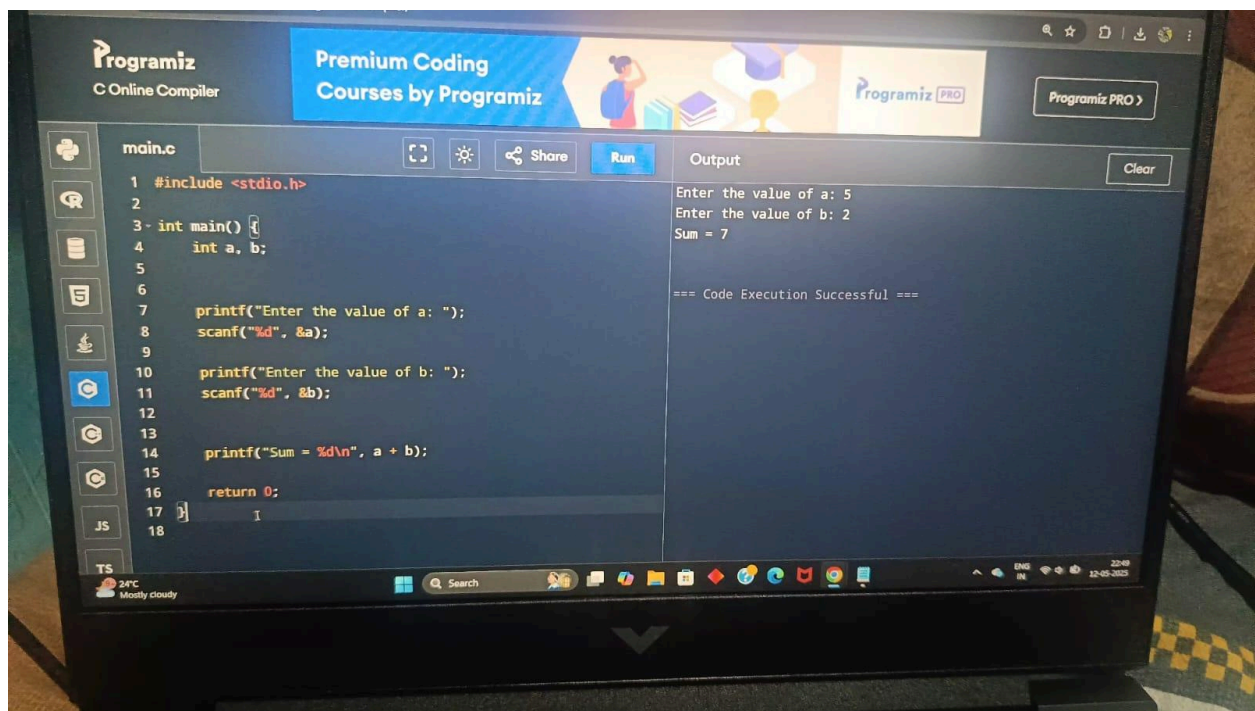 Programiz
C Online Compiler
Premium Coding
Courses by Programiz
Programiz PRO
Programiz PRO >
main.c
Share
Run
Output
Clear
1 #include <stdio.h>
2
3 int main() {
4 int a, b;
5
6
7 printf("Enter the value of a: ");
8 scanf("%d", &a);
9
10 printf("Enter the value of b: ");
11 scanf("%d", &b);
12
13
14 printf("Sum = %d\n", a + b);
15
16 return 0;
17 }
18
Enter the value of a: 5
Enter the value of b: 2
Sum = 7
=== Code Execution Successful ===
JS
TS
24°C
Mostly cloudy
Search
ENG
IN
22:49
12-05-2025